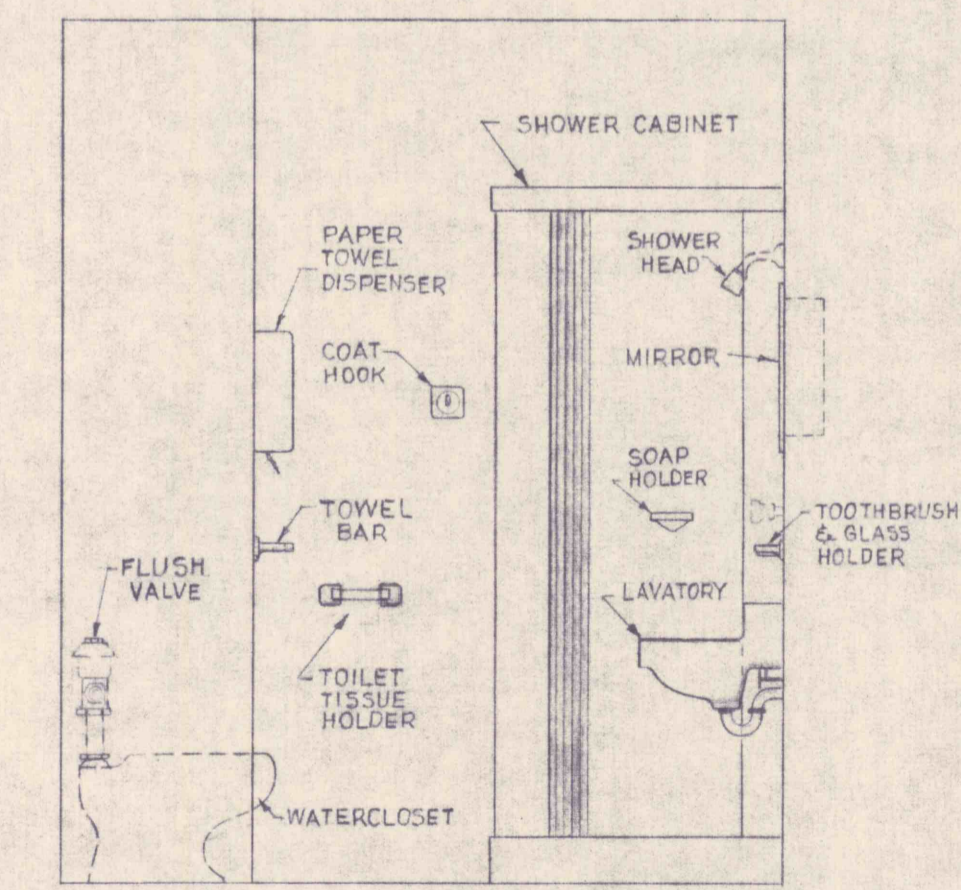 SHOWER CABINET
PAPER
TOWEL
DISPENSER
SHOWER
HEAD
COAT
HOOK
MIRROR
SOAP
HOLDER
TOWEL
BAR
TOOTHBRUSH
& GLASS
HOLDER
FLUSH
VALVE
LAVATORY
TOILET
TISSUE
HOLDER
WATERCLOSET